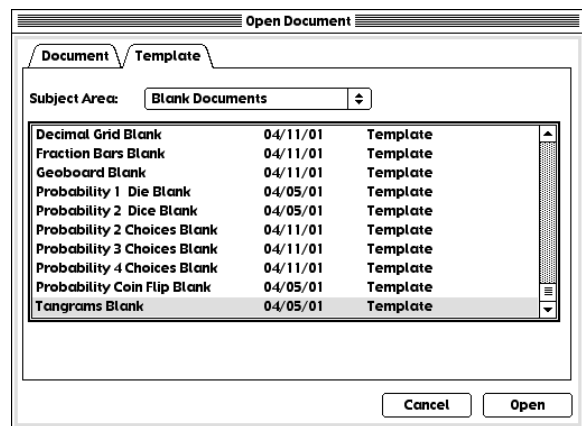 Open Document
Document Template
Subject Area: Blank Documents
Decimal Grid Blank 04/11/01 Template
Fraction Bars Blank 04/11/01 Template
Geoboard Blank 04/11/01 Template
Probability 1 Die Blank 04/05/01 Template
Probability 2 Dice Blank 04/05/01 Template
Probability 2 Choices Blank 04/11/01 Template
Probability 3 Choices Blank 04/11/01 Template
Probability 4 Choices Blank 04/11/01 Template
Probability Coin Flip Blank 04/05/01 Template
Tangrams Blank 04/05/01 Template
Cancel Open